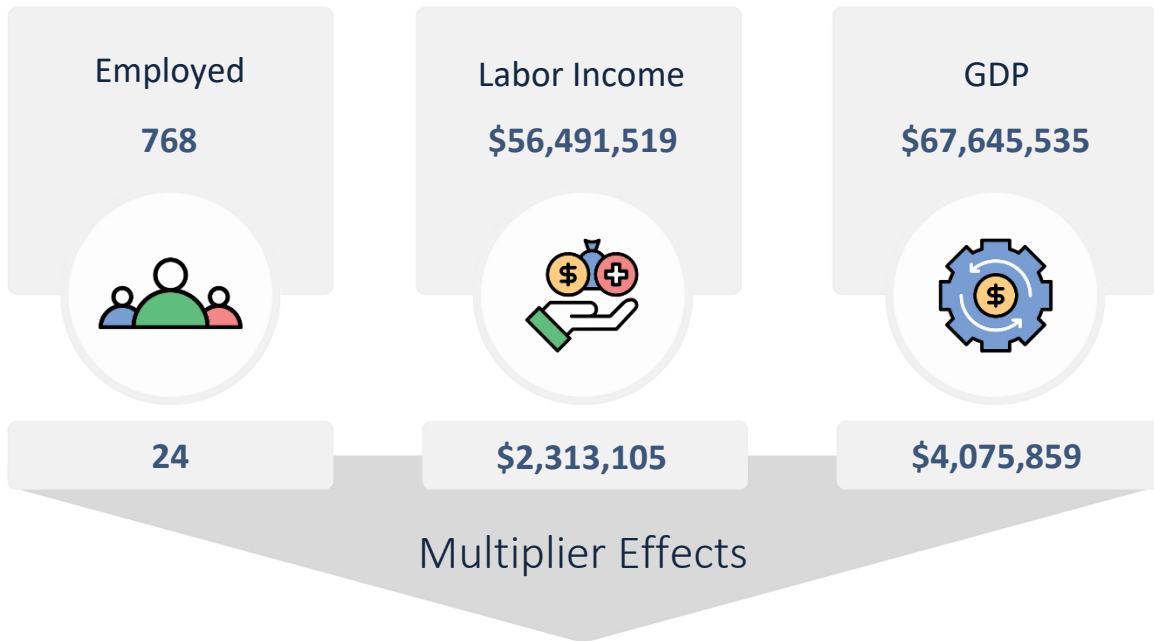 Employed
768
Labor Income
$56,491,519
GDP
$67,645,535
$
$
24
$2,313,105
$4,075,859
Multiplier Effects